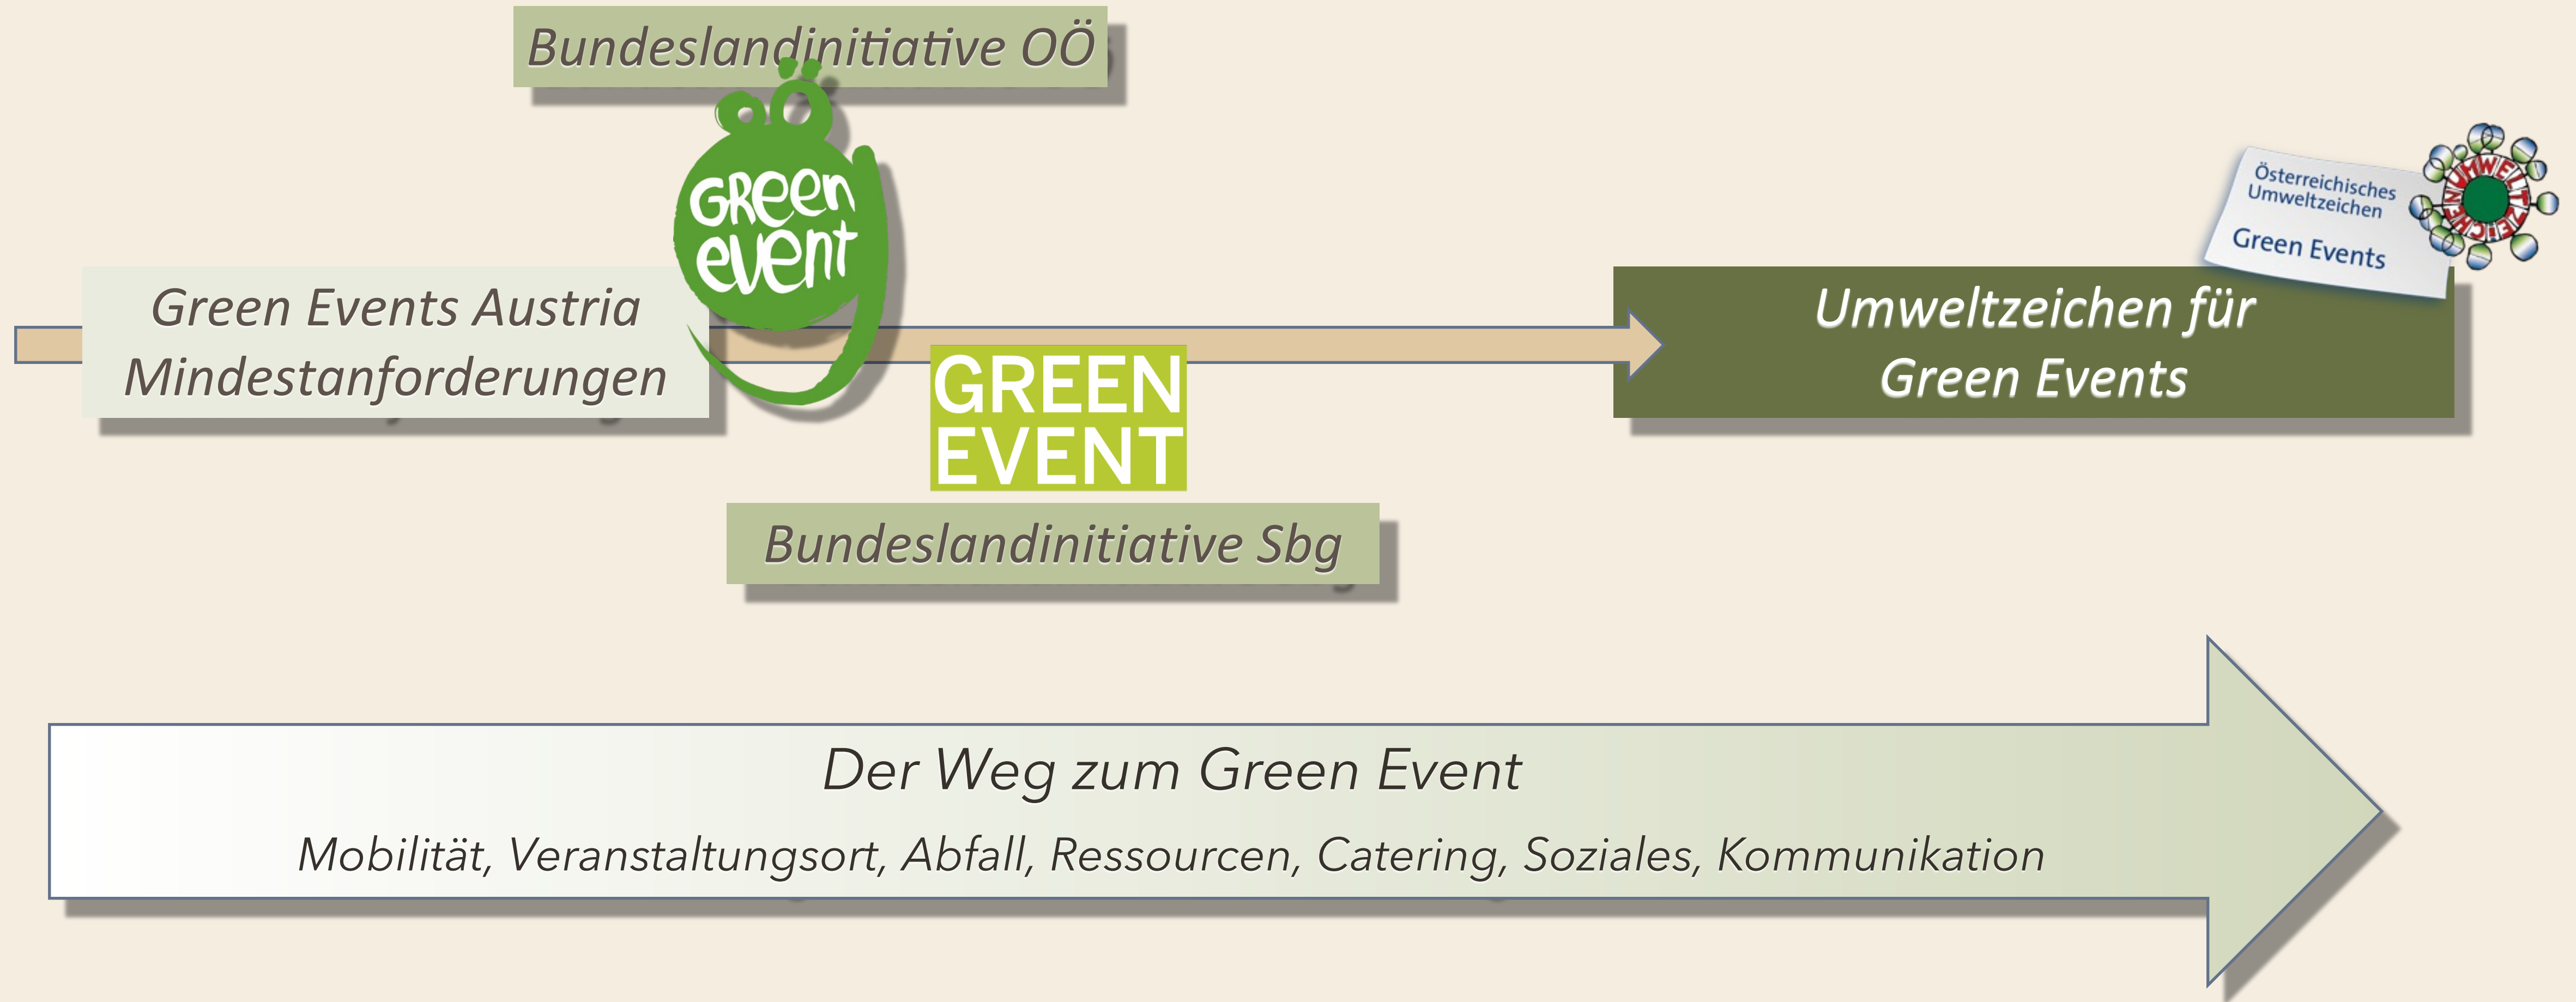 Bundeslandinitiative OÖ
GReen
eVent
Österreichisches
Umweltzeichen
Green Events
UMWELTZEICHEN
Green Events Austria
Mindestanforderungen
Umweltzeichen für
Green Events
GREEN
EVENT
Bundeslandinitiative Sbg
Der Weg zum Green Event
Mobilität, Veranstaltungsort, Abfall, Ressourcen, Catering, Soziales, Kommunikation